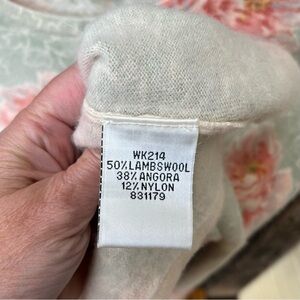 WK214
50% LAMBSWOOL
38% ANGORA
12% NYLON
831179